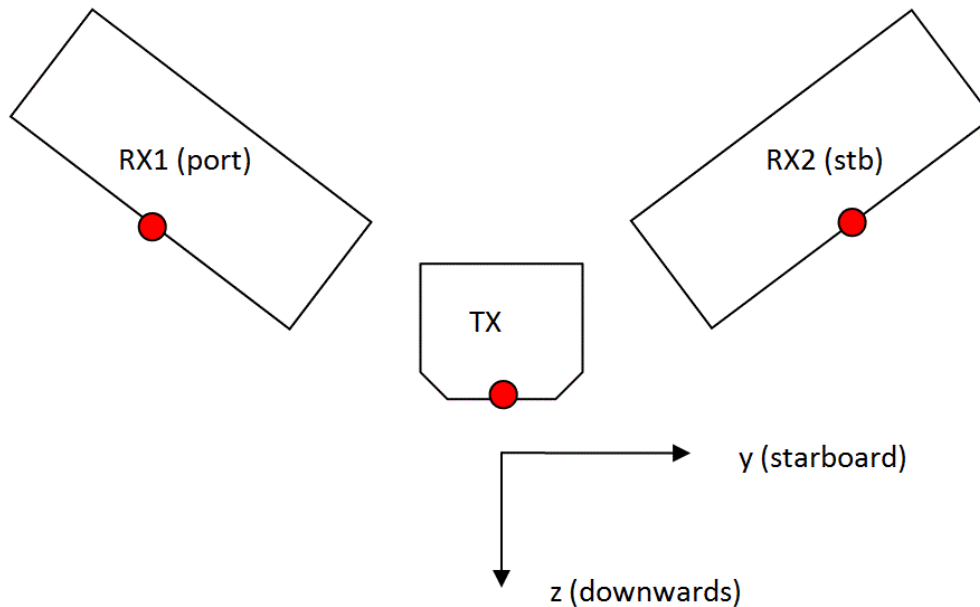 RX1 (port)
RX2 (stb)
TX
y (starboard)
z (downwards)